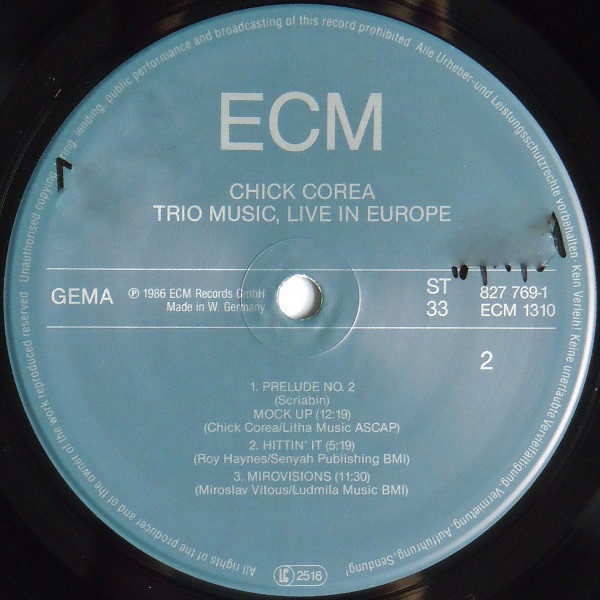 All rights of the producer and of the owner of the work reproduced reserved. Unauthorised copying, hiring, lending, public performance and broadcasting of this record prohibited. Alle Urheber-und Leistungsschutzrechte vorbehalten. Kein Verleih! Keine unerlaubte Vervielfältigung, Vermietung, Aufführung, Sendung!
ECM
CHICK COREA
TRIO MUSIC, LIVE IN EUROPE
GEMA
℗ 1986 ECM Records GmbH
Made in W. Germany
ST
33
827 769-1
ECM 1310
2
1. PRELUDE NO. 2
(Scriabin)
MOCK UP (12:19)
(Chick Corea/Litha Music ASCAP)
2. HITTIN' IT (5:19)
(Roy Haynes/Senyah Publishing BMI)
3. MIROVISIONS (11:30)
(Miroslav Vitous/Ludmila Music BMI)
LC 2516